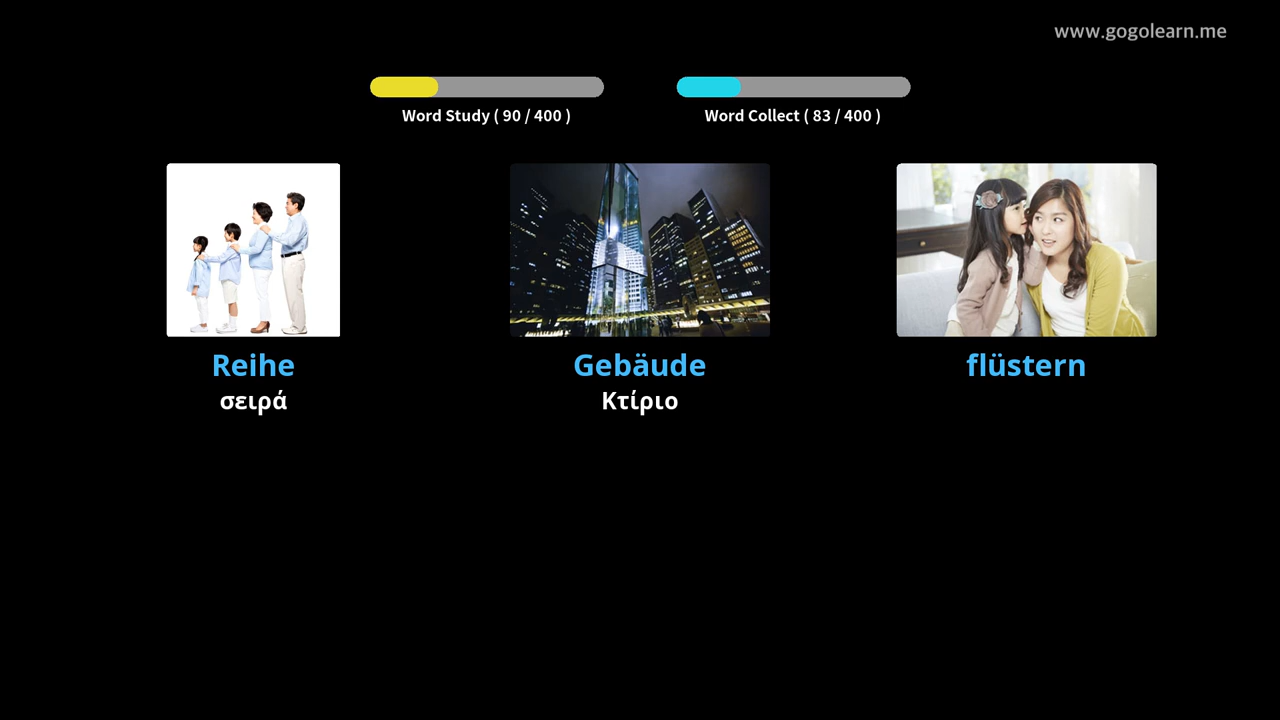 www.gogolearn.me
Word Study ( 90 / 400 )
Word Collect ( 83 / 400 )
Reihe
σειρά
Gebäude
Κτίριο
flüstern